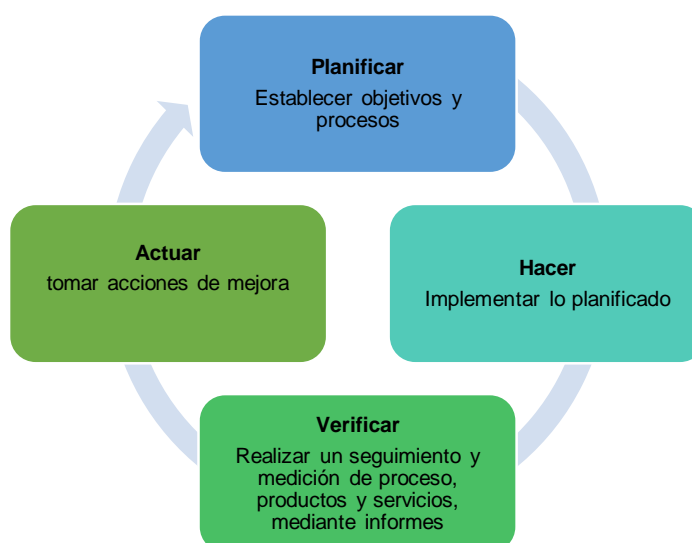 Planificar
Establecer objetivos y
procesos
Actuar
tomar acciones de mejora
Hacer
Implementar lo planificado
Verificar
Realizar un seguimiento y
medición de proceso,
productos y servicios,
mediante informes